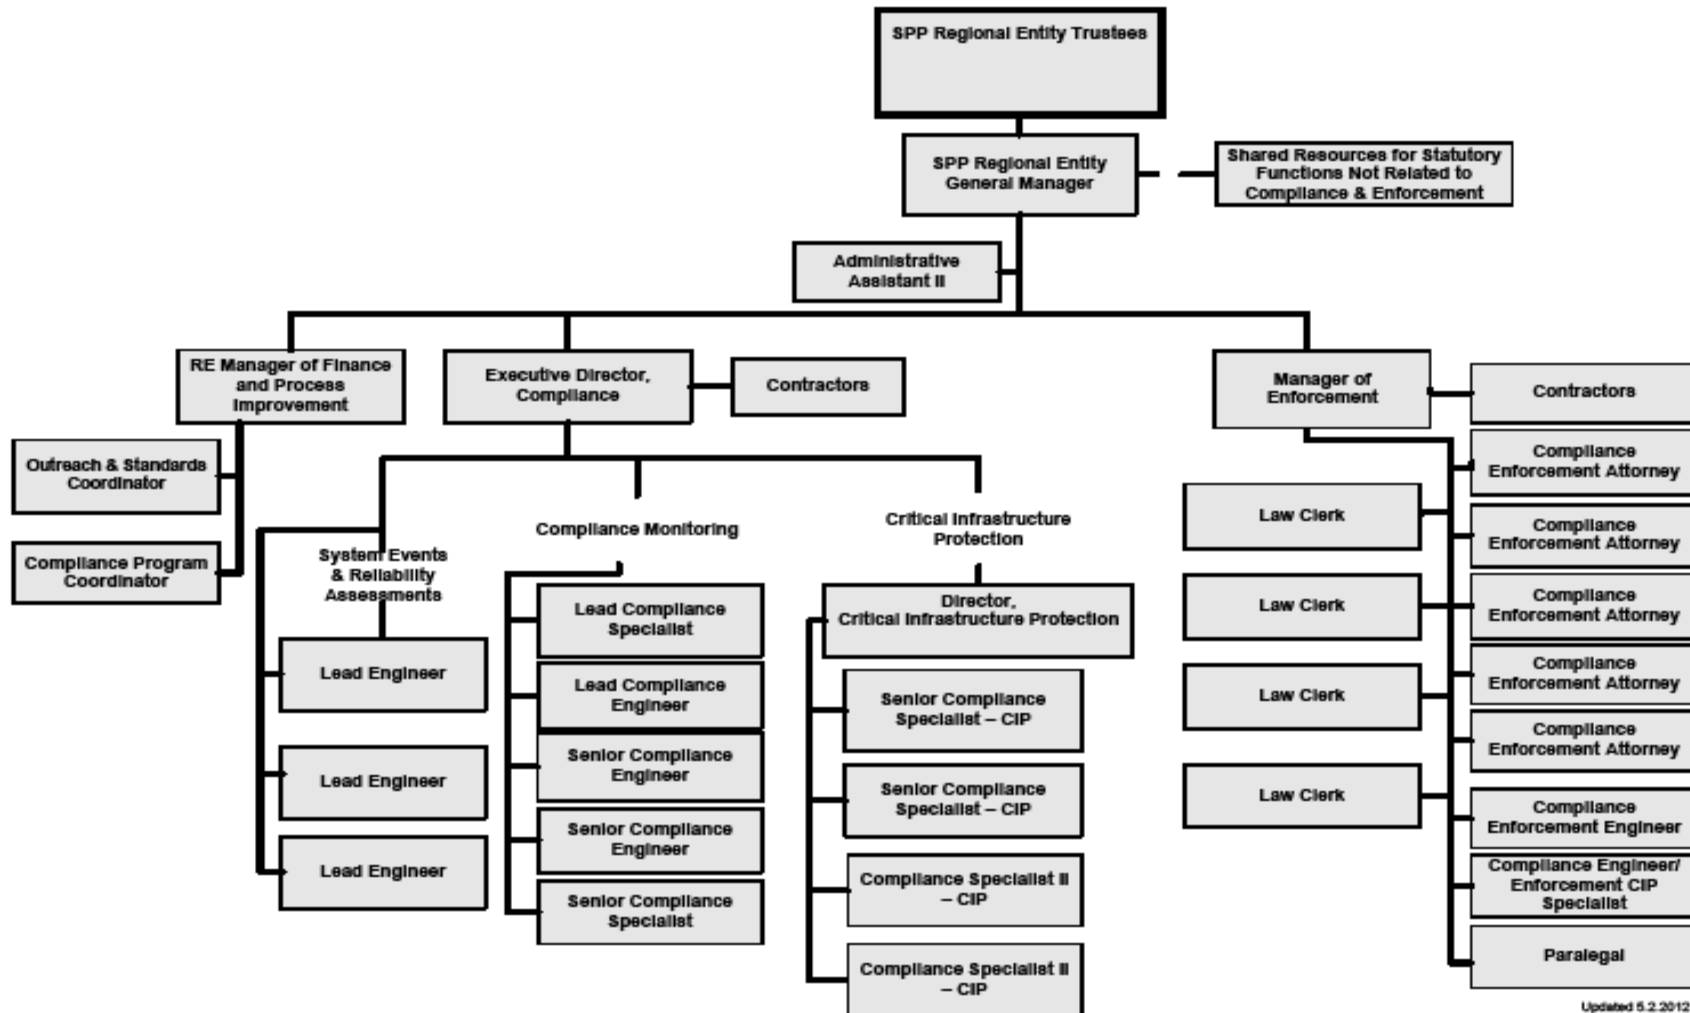 SPP Regional Entity Trustees
SPP Regional Entity
General Manager
Shared Resources for Statutory
Functions Not Related to
Compliance & Enforcement
Administrative
Assistant II
RE Manager of Finance
and Process
Improvement
Executive Director,
Compliance
Contractors
Manager of
Enforcement
Contractors
Outreach & Standards
Coordinator
Compliance Program
Coordinator
System Events
& Reliability
Assessments
Lead Engineer
Lead Engineer
Lead Engineer
Compliance Monitoring
Lead Compliance
Specialist
Lead Compliance
Engineer
Senior Compliance
Engineer
Senior Compliance
Engineer
Senior Compliance
Specialist
Critical Infrastructure
Protection
Director,
Critical Infrastructure Protection
Senior Compliance
Specialist – CIP
Senior Compliance
Specialist – CIP
Compliance Specialist II
– CIP
Compliance Specialist II
– CIP
Law Clerk
Law Clerk
Law Clerk
Law Clerk
Compliance
Enforcement Attorney
Compliance
Enforcement Attorney
Compliance
Enforcement Attorney
Compliance
Enforcement Attorney
Compliance
Enforcement Attorney
Compliance
Enforcement Engineer
Compliance Engineer/
Enforcement CIP
Specialist
Paralegal
Updated 5.2.2012